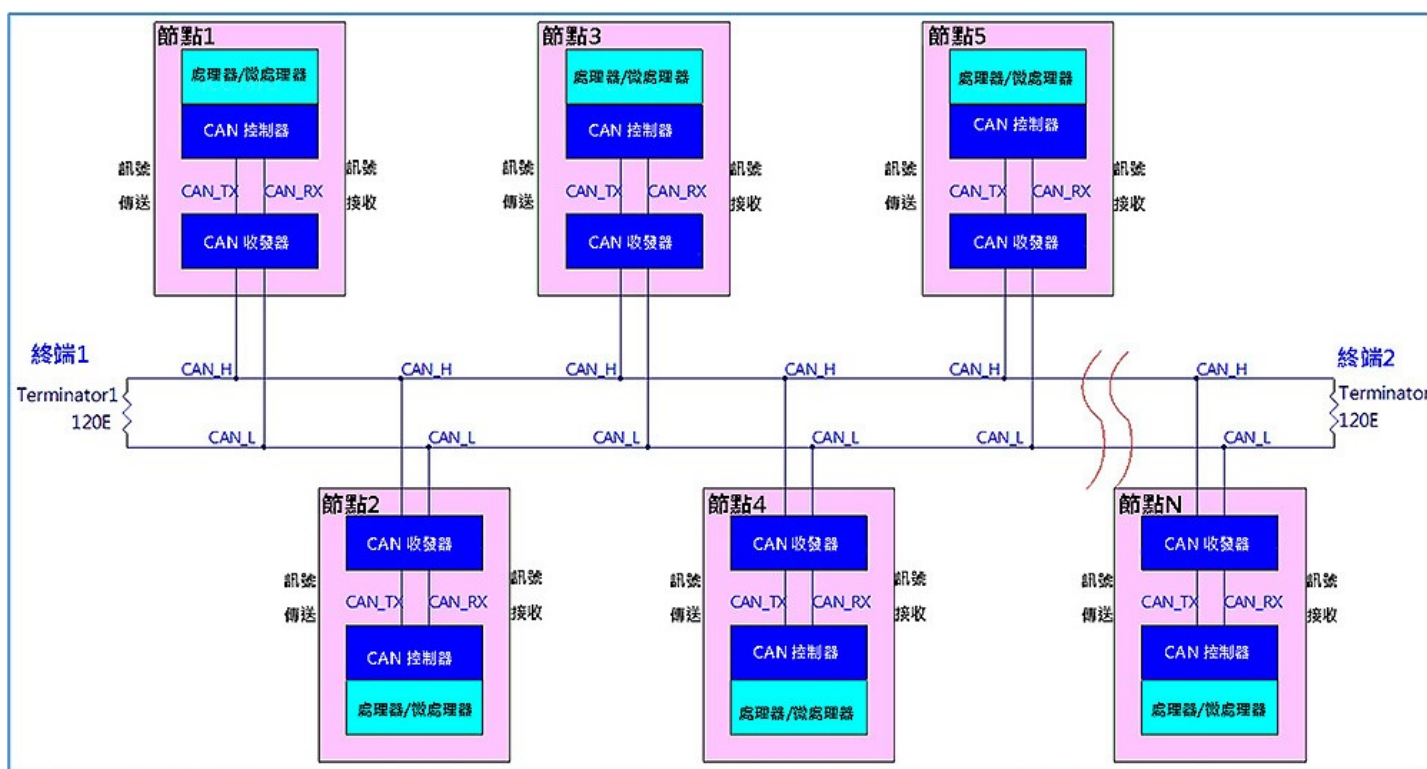 節點1
處理器/微處理器
CAN 控制器
訊號
傳送
CAN_TX
CAN_RX
訊號
接收
CAN 收發器
節點3
處理器/微處理器
CAN 控制器
訊號
傳送
CAN_TX
CAN_RX
訊號
接收
CAN 收發器
節點5
處理器/微處理器
CAN 控制器
訊號
傳送
CAN_TX
CAN_RX
訊號
接收
CAN 收發器
終端1
Terminator1
120E
CAN_H
CAN_H
CAN_H
CAN_H
CAN_H
CAN_H
終端2
Terminator
120E
CAN_L
CAN_L
CAN_L
CAN_L
CAN_L
CAN_L
節點2
CAN 收發器
訊號
傳送
CAN_TX
CAN_RX
訊號
接收
CAN 控制器
處理器/微處理器
節點4
CAN 收發器
訊號
傳送
CAN_TX
CAN_RX
訊號
接收
CAN 控制器
處理器/微處理器
節點N
CAN 收發器
訊號
傳送
CAN_TX
CAN_RX
訊號
接收
CAN 控制器
處理器/微處理器